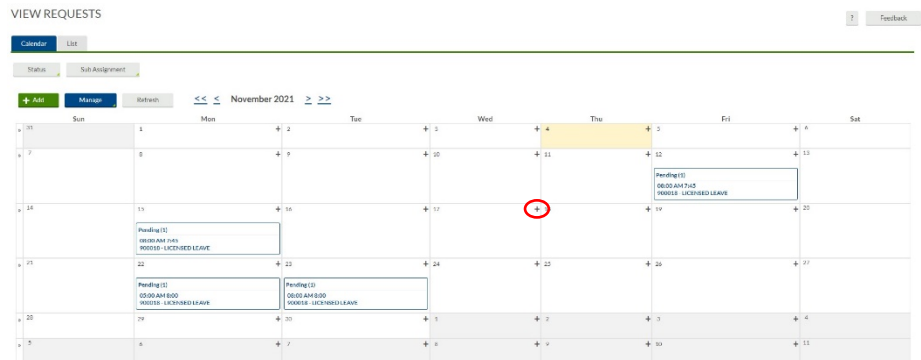 VIEW REQUESTS
? Feedback
Calendar List
Status Sub Assignment
+ Add Manage Refresh << < November 2021 > >>
Sun Mon Tue Wed Thu Fri Sat
31 1 + 2 + 3 + 4 + 5 + 6
7 8 + 9 + 10 + 11 + 12 + 13
Pending (1)
08:00 AM 7:45
900018 - LICENSED LEAVE
14 15 + 16 + 17 + + 19 + 20
Pending (1)
08:00 AM 7:45
900018 - LICENSED LEAVE
21 22 + 23 + 24 + 25 + 26 + 27
Pending (1) Pending (1)
AM 8:00 08:00 AM 8:00
900018 - LICENSED LEAVE 900018 - LICENSED LEAVE
28 29 + 30 + 1 + 2 + 3 + 4
5 6 + 7 + 8 + 9 + 10 + 11